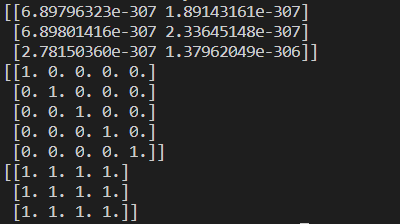 [[6.89796323e-307 1.89143161e-307]
 [6.89801416e-307 2.33645148e-307]
 [2.78150360e-307 1.37962049e-306]]
[[1. 0. 0. 0. 0.]
 [0. 1. 0. 0. 0.]
 [0. 0. 1. 0. 0.]
 [0. 0. 0. 1. 0.]
 [0. 0. 0. 0. 1.]]
[[1. 1. 1. 1.]
 [1. 1. 1. 1.]
 [1. 1. 1. 1.]]